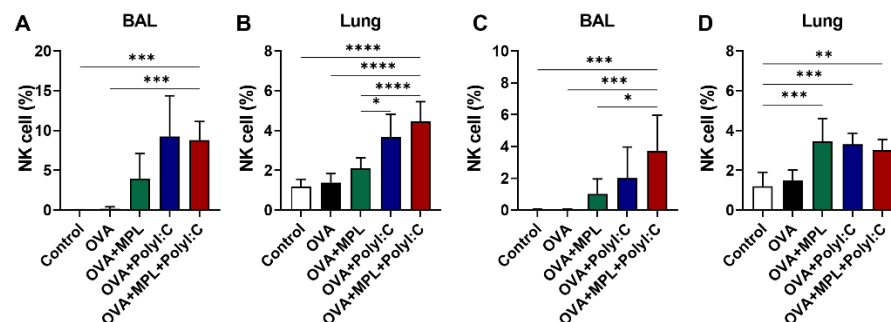 A
BAL
NK cell (%)
20
15
10
5
0
***
***
Control
OVA
OVA+MPL
OVA+PolyI:C
OVA+MPL+PolyI:C
B
Lung
NK cell (%)
8
6
4
2
0
****
****
****
*
Control
OVA
OVA+MPL
OVA+PolyI:C
OVA+MPL+PolyI:C
C
BAL
NK cell (%)
10
8
6
4
2
0
***
***
*
Control
OVA
OVA+MPL
OVA+PolyI:C
OVA+MPL+PolyI:C
D
Lung
NK cell (%)
8
6
4
2
0
**
***
***
Control
OVA
OVA+MPL
OVA+PolyI:C
OVA+MPL+PolyI:C